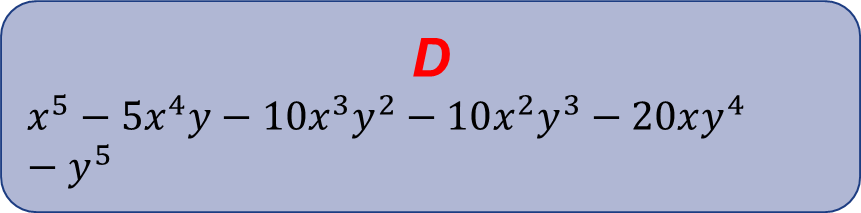 D
x⁵ − 5x⁴y − 10x³y² − 10x²y³ − 20xy⁴
− y⁵